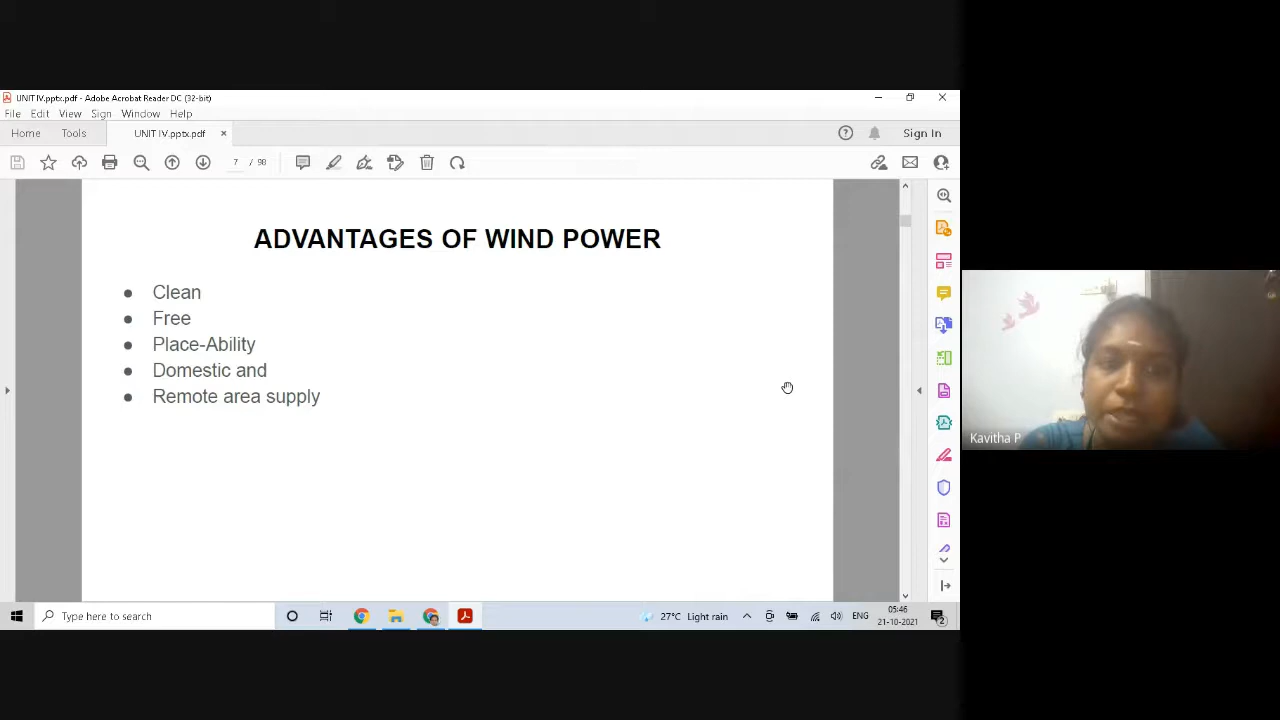 UNIT IV.pptx.pdf - Adobe Acrobat Reader DC (32-bit)
File Edit View Sign Window Help
Home Tools UNIT IV.pptx.pdf × Sign In
7 / 98
ADVANTAGES OF WIND POWER
● Clean
● Free
● Place-Ability
● Domestic and
● Remote area supply
Kavitha P
Type here to search
27°C Light rain
ENG
05:46
21-10-2021
2